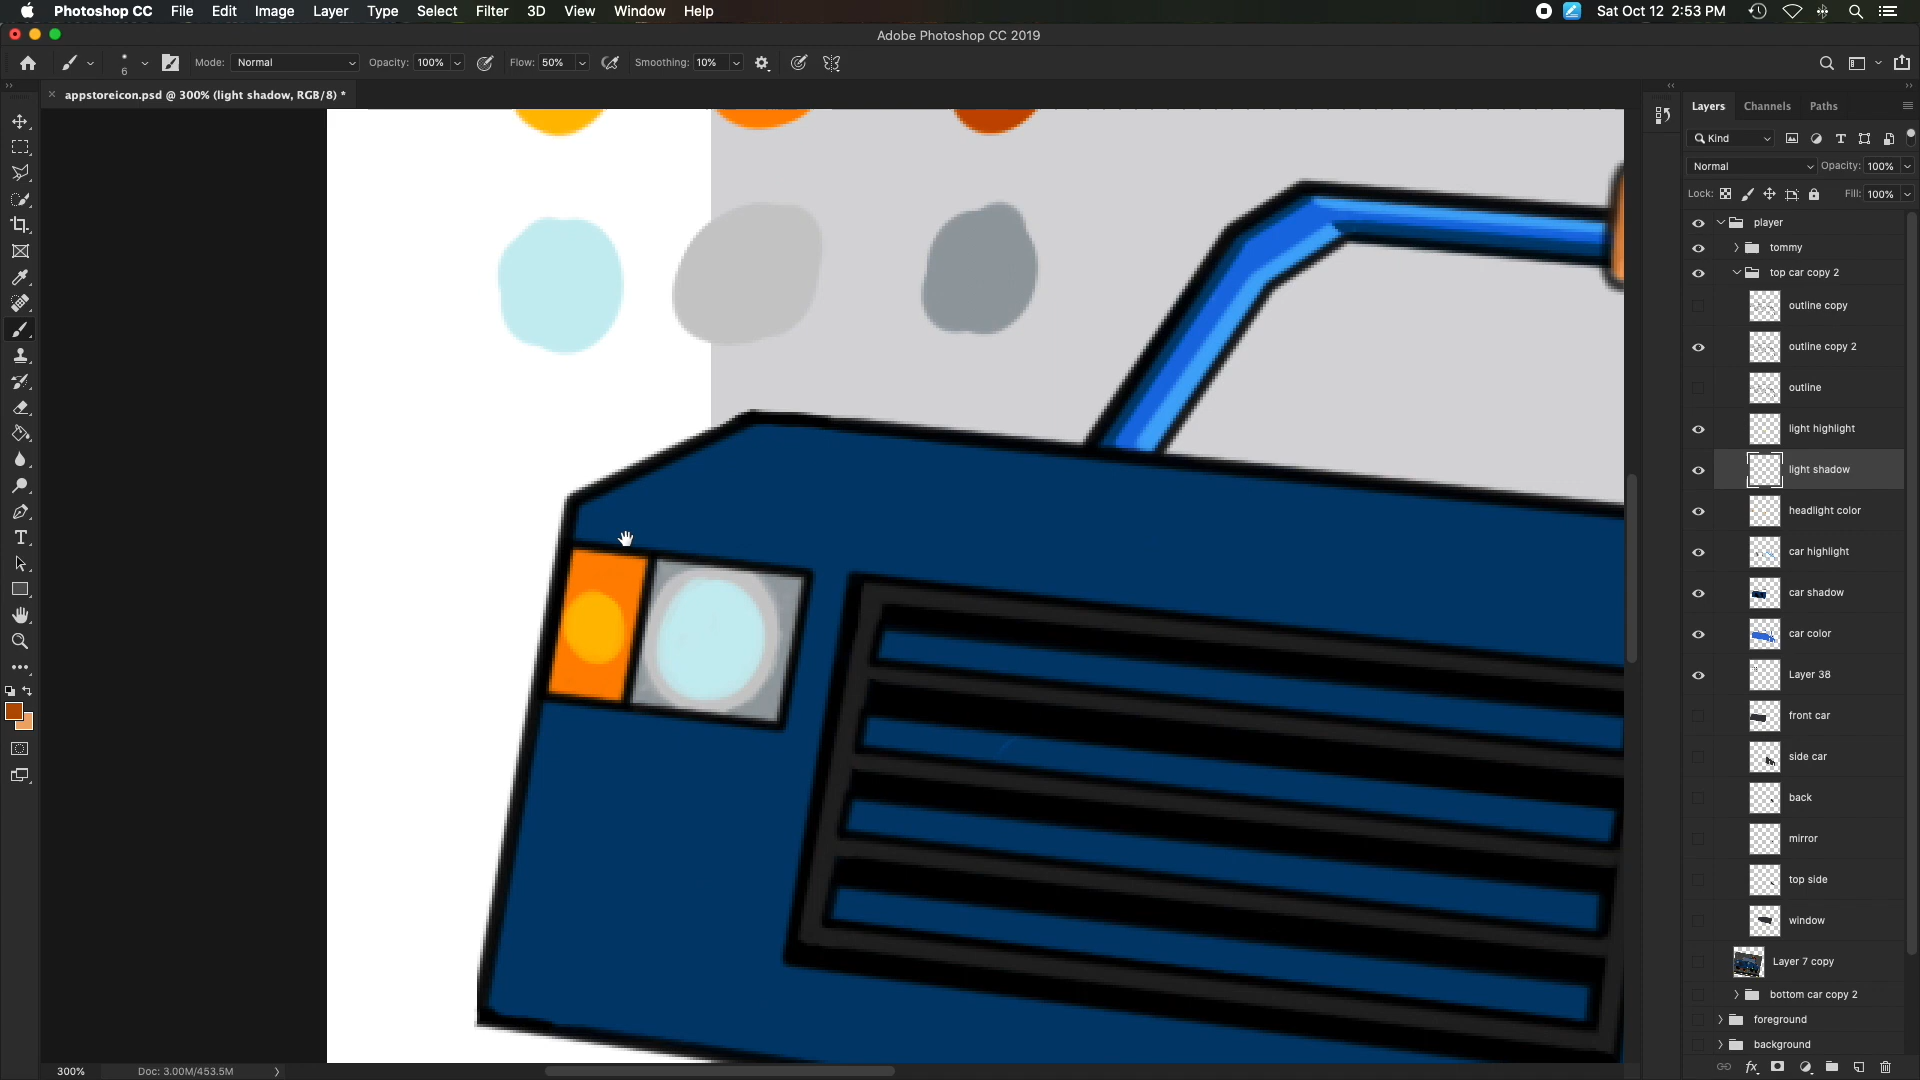 Photoshop CC File Edit Image Layer Type Select Filter 3D View Window Help Sat Oct 12 2:53 PM
Adobe Photoshop CC 2019
6 Mode: Normal Opacity: 100% Flow: 50% Smoothing: 10%
appstoreicon.psd @ 300% (light shadow, RGB/8) *
Layers Channels Paths
Kind
Normal Opacity: 100%
Lock: Fill: 100%
player
tommy
top car copy 2
outline copy
outline copy 2
outline
light highlight
light shadow
headlight color
car highlight
car shadow
car color
Layer 38
front car
side car
back
mirror
top side
window
Layer 7 copy
bottom car copy 2
foreground
background
300% Doc: 3.00M/453.5M